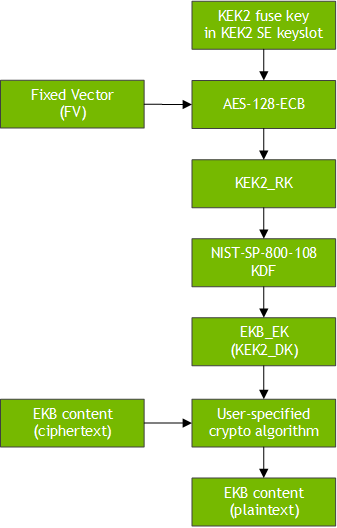 KEK2 fuse key
in KEK2 SE keyslot
Fixed Vector
(FV)
AES-128-ECB
KEK2_RK
NIST-SP-800-108
KDF
EKB_EK
(KEK2_DK)
EKB content
(ciphertext)
User-specified
crypto algorithm
EKB content
(plaintext)